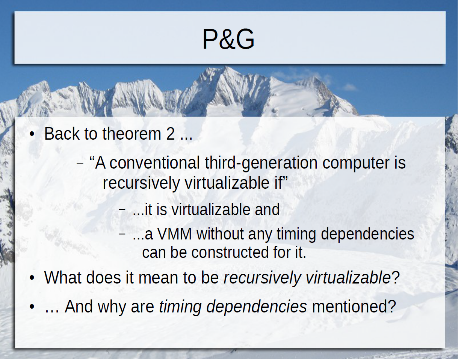 P&G
• Back to theorem 2 ...
– “A conventional third-generation computer is
recursively virtualizable if”
– ...it is virtualizable and
– ...a VMM without any timing dependencies
can be constructed for it.
• What does it mean to be recursively virtualizable?
• … And why are timing dependencies mentioned?